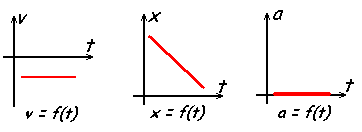 v
t
v = f(t)
x
t
x = f(t)
a
t
a = f(t)